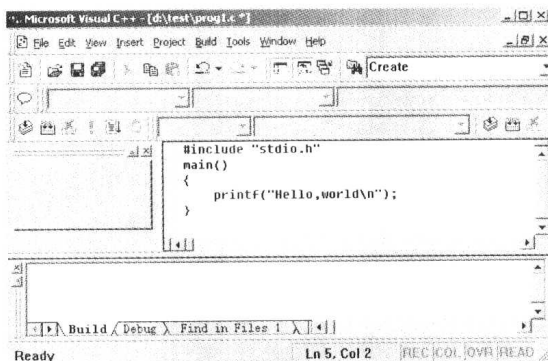 Microsoft Visual C++ - [d:\test\prog1.c *]
File Edit View Insert Project Build Tools Window Help
Create
#include "stdio.h"
main()
{
printf("Hello,world\n");
}
Build Debug Find in Files 1
Ready Ln 5, Col 2 REC COL OVR READ